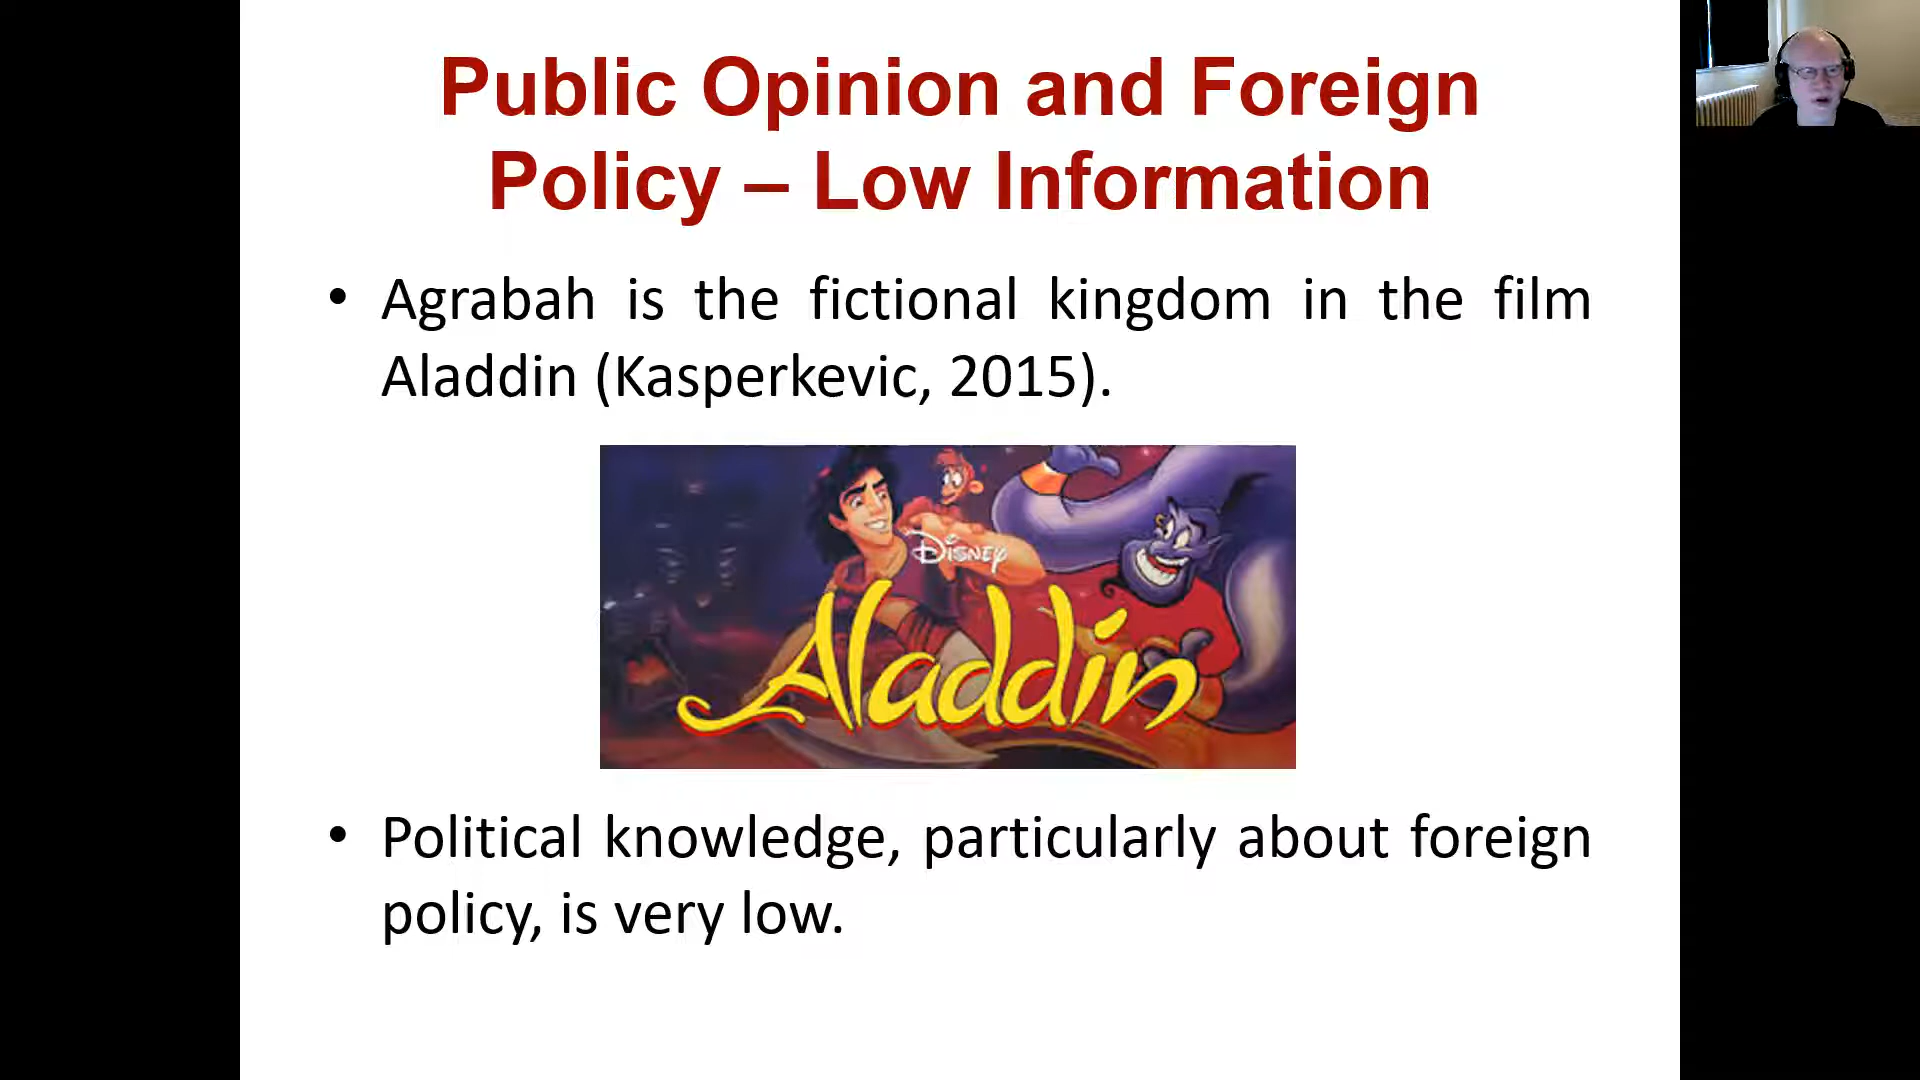 Public Opinion and Foreign
Policy – Low Information
• Agrabah is the fictional kingdom in the film
Aladdin (Kasperkevic, 2015).
Disney
Aladdin
• Political knowledge, particularly about foreign
policy, is very low.